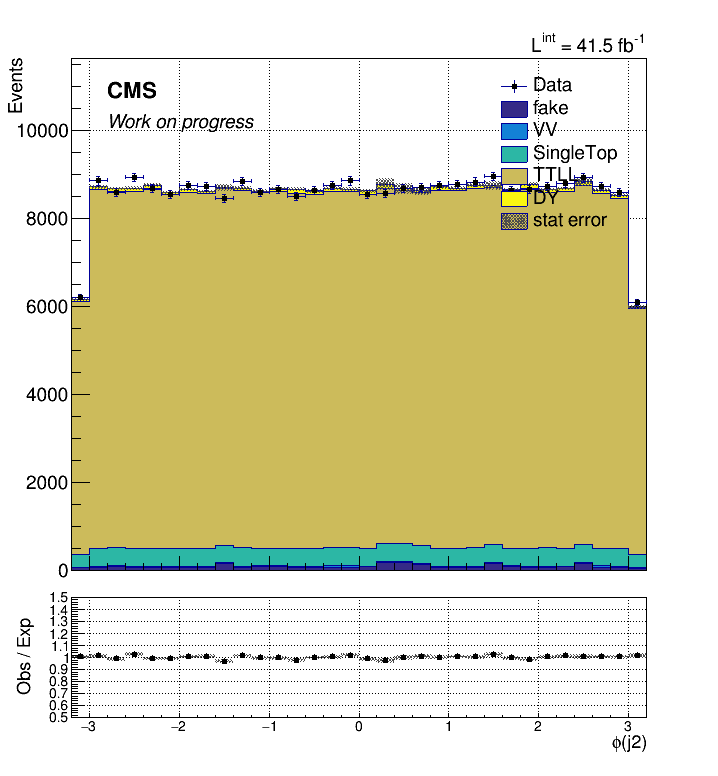 L^int = 41.5 fb^-1
Events
CMS
Work on progress
Data
fake
VV
SingleTop
TTLL
DY
stat error
10000
8000
6000
4000
2000
0
Obs / Exp
1.5
1.4
1.3
1.2
1.1
1
0.9
0.8
0.7
0.6
0.5
−3 −2 −1 0 1 2 3
ϕ(j2)